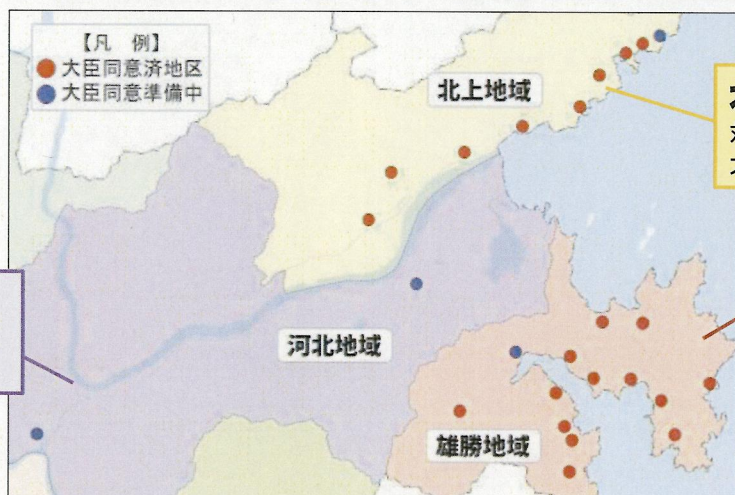 【凡 例】
大臣同意済地区
大臣同意準備中
北上地域
河北地域
雄勝地域